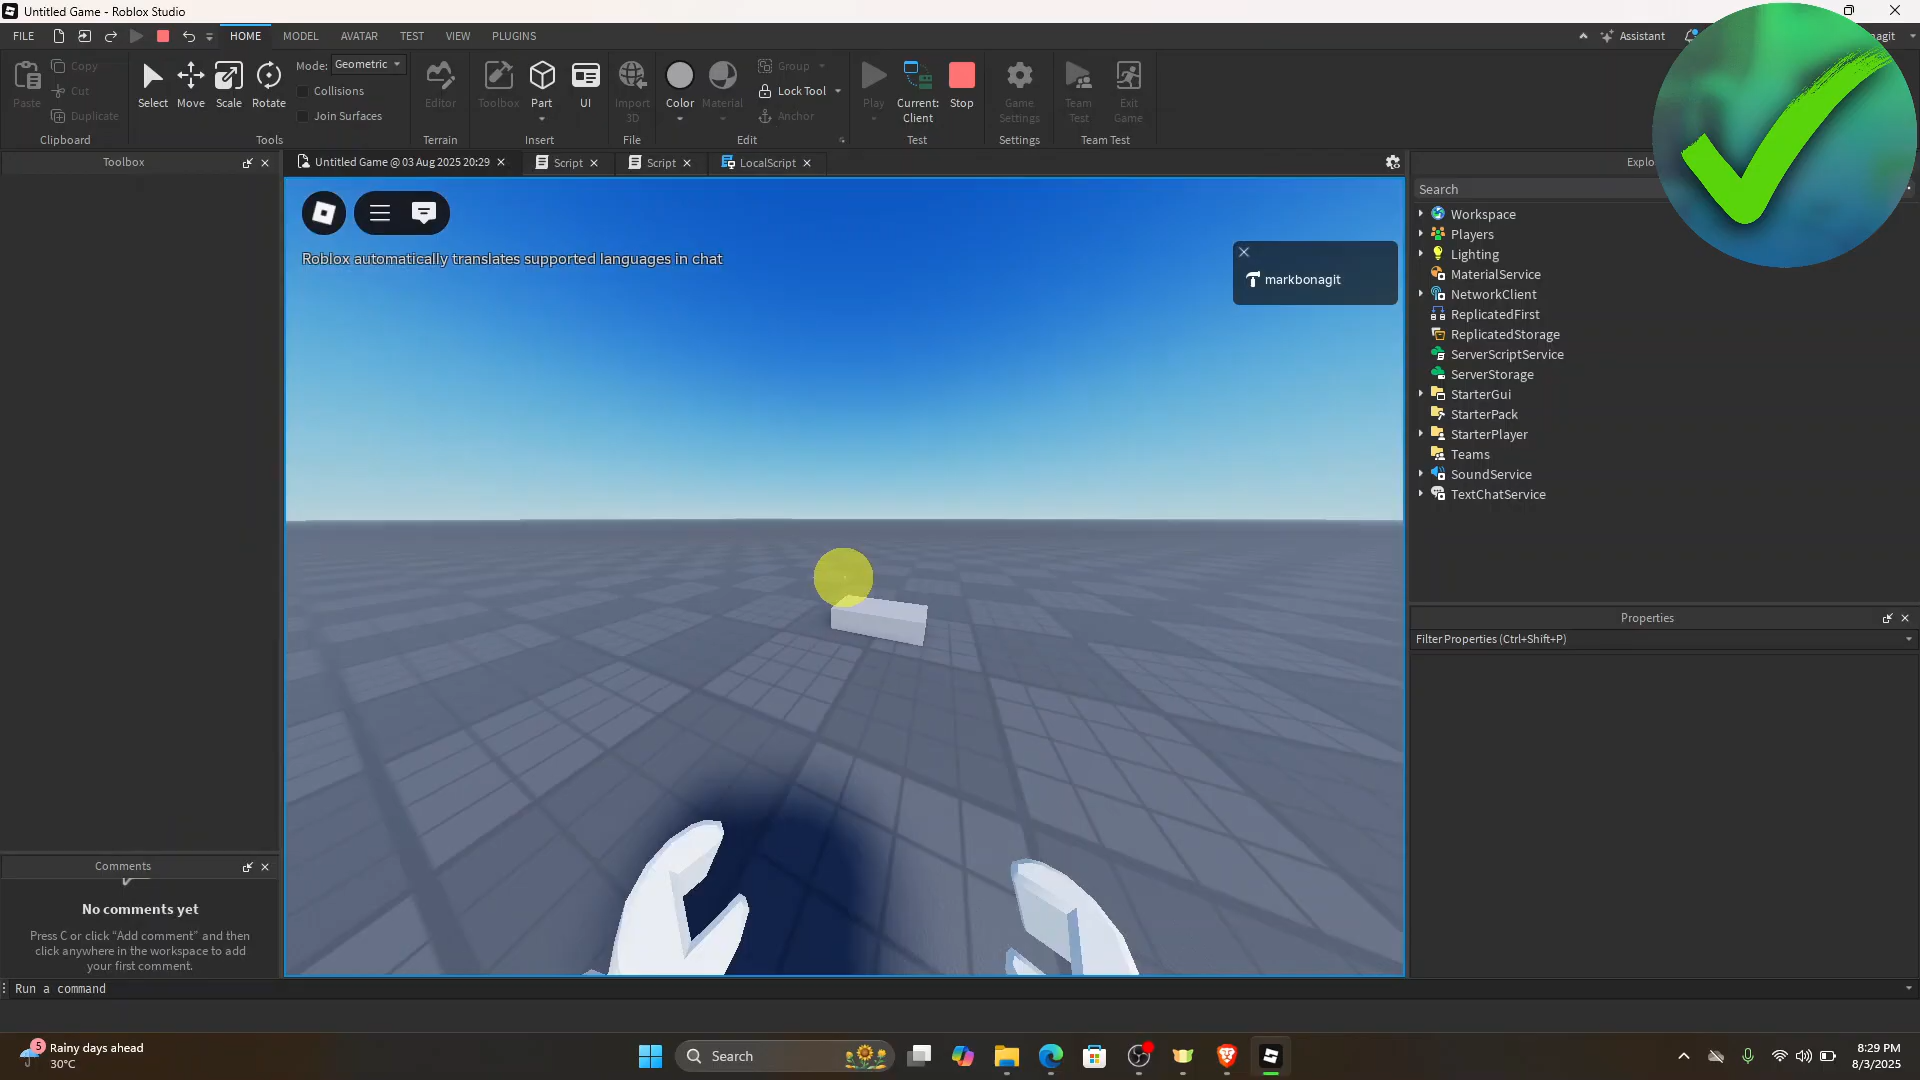 Untitled Game - Roblox Studio
FILE HOME MODEL AVATAR TEST VIEW PLUGINS Assistant
Paste Copy Cut Duplicate Clipboard
Select Move Scale Rotate Mode: Geometric Collisions Join Surfaces Tools
Editor Terrain
Toolbox Part UI Insert
Import 3D File
Color Material Group Lock Tool Anchor Edit
Play Current: Client Stop Test
Game Settings Settings
Team Test Exit Game Team Test
Toolbox
Untitled Game @ 03 Aug 2025 20:29
Script
Script
LocalScript
Roblox automatically translates supported languages in chat
markbonagit
Search
Workspace
Players
Lighting
MaterialService
NetworkClient
ReplicatedFirst
ReplicatedStorage
ServerScriptService
ServerStorage
StarterGui
StarterPack
StarterPlayer
Teams
SoundService
TextChatService
Properties
Filter Properties (Ctrl+Shift+P)
Comments
No comments yet
Press C or click “Add comment” and then
click anywhere in the workspace to add
your first comment.
Run a command
5
Rainy days ahead
30°C
Search
8:29 PM
8/3/2025